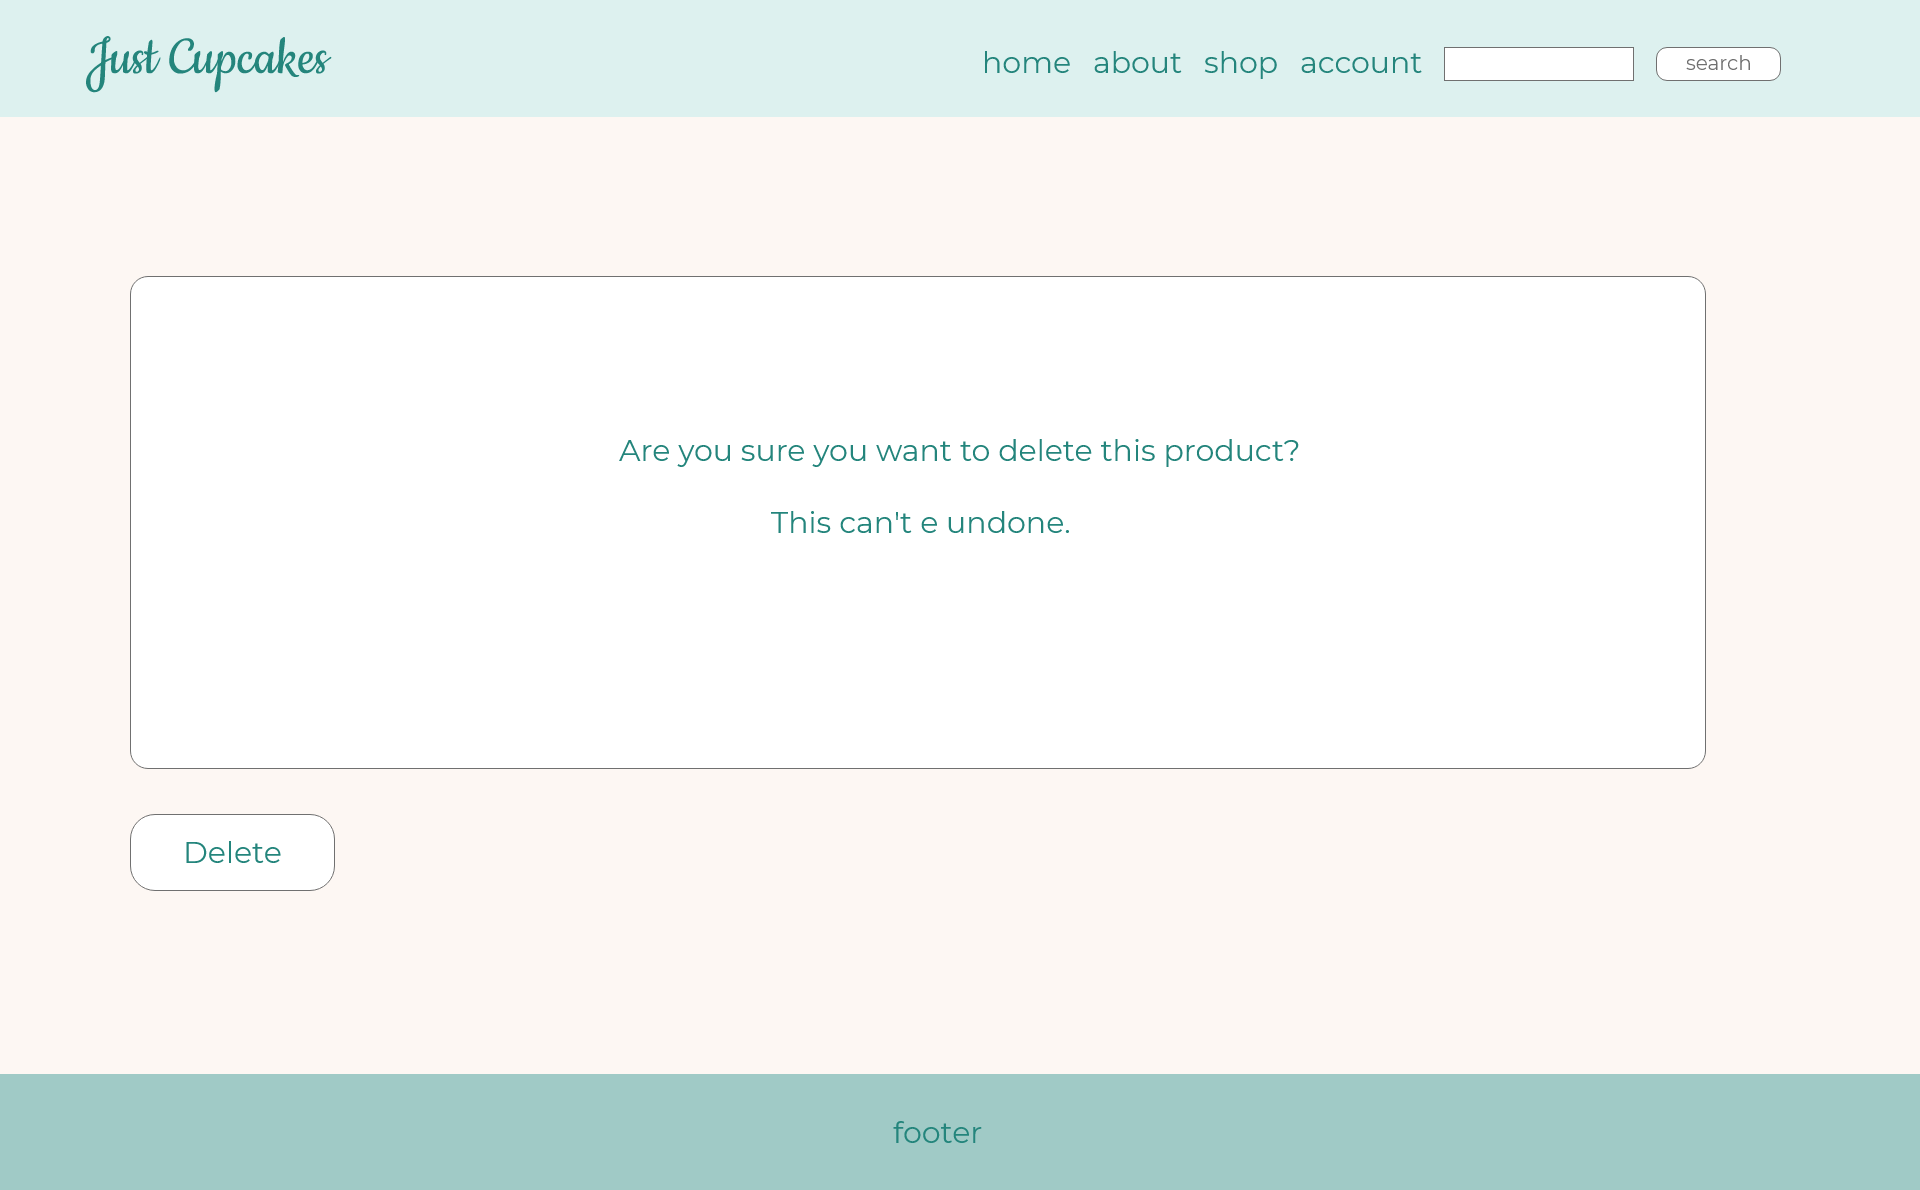 Just Cupcakes
home about shop account search
Are you sure you want to delete this product?
This can't e undone.
Delete
footer